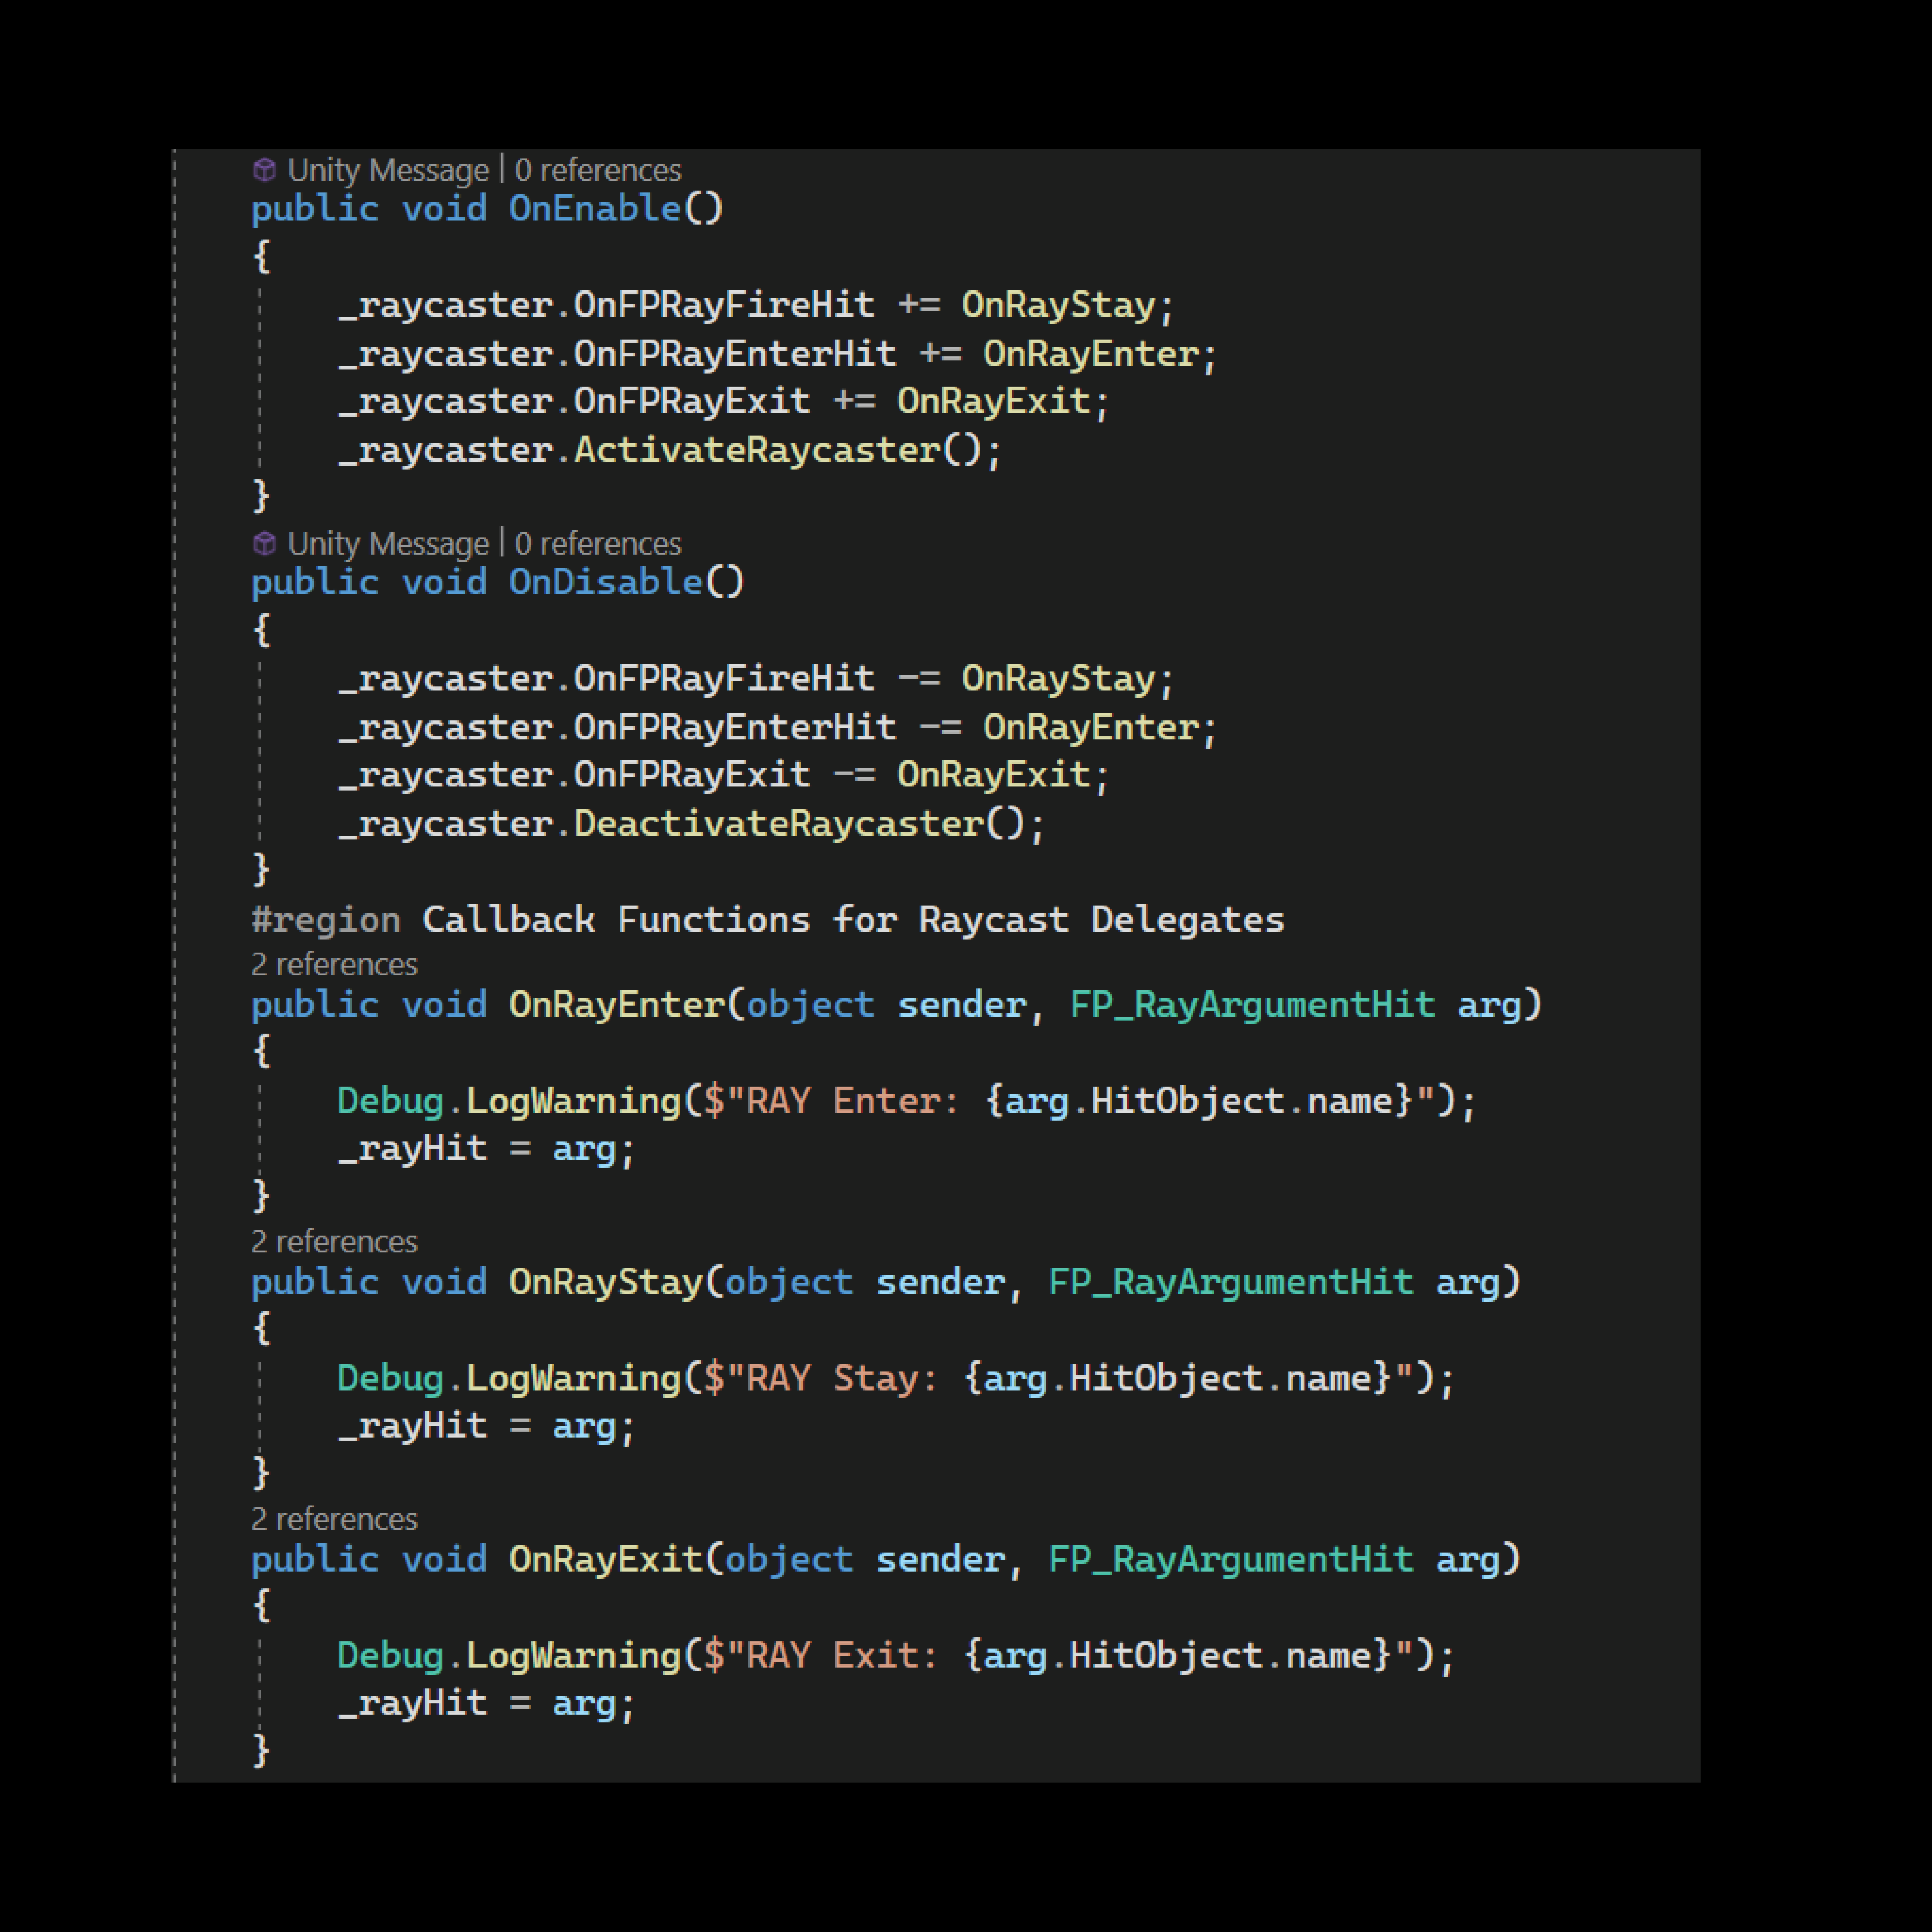 Unity Message | 0 references
public void OnEnable()
{
_raycaster.OnFPRayFireHit += OnRayStay;
_raycaster.OnFPRayEnterHit += OnRayEnter;
_raycaster.OnFPRayExit += OnRayExit;
_raycaster.ActivateRaycaster();
}
Unity Message | 0 references
public void OnDisable()
{
_raycaster.OnFPRayFireHit -= OnRayStay;
_raycaster.OnFPRayEnterHit -= OnRayEnter;
_raycaster.OnFPRayExit -= OnRayExit;
_raycaster.DeactivateRaycaster();
}
#region Callback Functions for Raycast Delegates
2 references
public void OnRayEnter(object sender, FP_RayArgumentHit arg)
{
Debug.LogWarning($"RAY Enter: {arg.HitObject.name}");
_rayHit = arg;
}
2 references
public void OnRayStay(object sender, FP_RayArgumentHit arg)
{
Debug.LogWarning($"RAY Stay: {arg.HitObject.name}");
_rayHit = arg;
}
2 references
public void OnRayExit(object sender, FP_RayArgumentHit arg)
{
Debug.LogWarning($"RAY Exit: {arg.HitObject.name}");
_rayHit = arg;
}